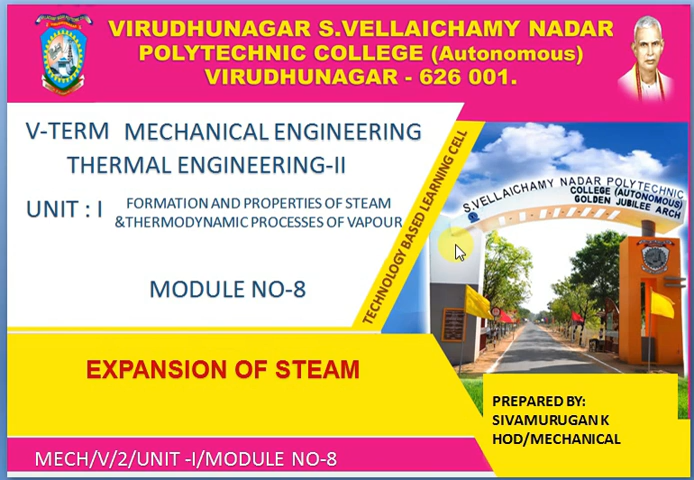 VIRUDHUNAGAR S.VELLAICHAMY NADAR
POLYTECHNIC COLLEGE (Autonomous)
VIRUDHUNAGAR - 626 001.
V-TERM MECHANICAL ENGINEERING
THERMAL ENGINEERING-II
UNIT : I
FORMATION AND PROPERTIES OF STEAM
&THERMODYNAMIC PROCESSES OF VAPOUR
MODULE NO-8
TECHNOLOGY BASED LEARNING CELL
S.VELLAICHAMY NADAR POLYTECHNIC
COLLEGE (AUTONOMOUS)
GOLDEN JUBILEE ARCH
EXPANSION OF STEAM
PREPARED BY:
SIVAMURUGAN K
HOD/MECHANICAL
MECH/V/2/UNIT -I/MODULE NO-8